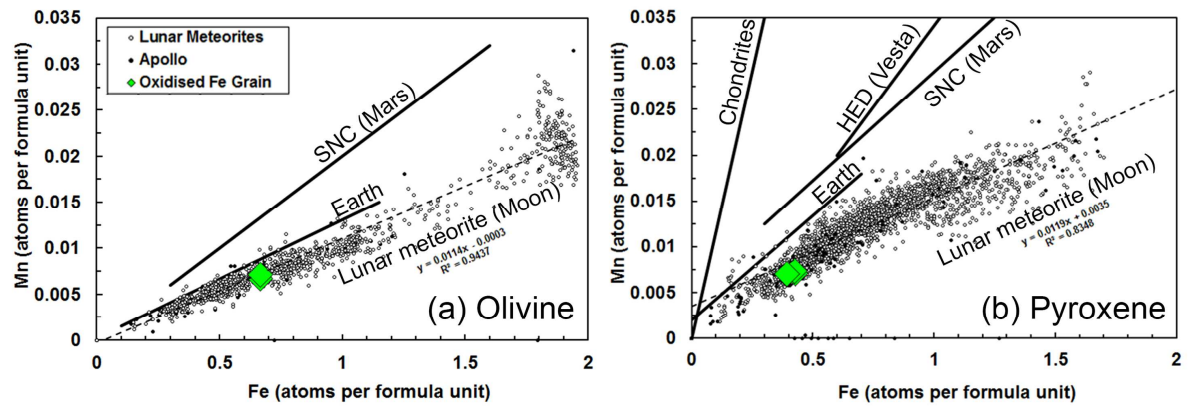 0.035
0.03
0.025
0.02
0.015
0.01
0.005
0
Mn (atoms per formula unit)
Lunar Meteorites
Apollo
Oxidised Fe Grain
SNC (Mars)
Earth
Lunar meteorite (Moon)
y = 0.0114x - 0.0003
R² = 0.9437
(a) Olivine
0 0.5 1 1.5 2
Fe (atoms per formula unit)
0.035
0.03
0.025
0.02
0.015
0.01
0.005
0
Mn (atoms per formula unit)
Chondrites
HED (Vesta)
SNC (Mars)
Earth
Lunar meteorite (Moon)
y = 0.0119x + 0.0035
R² = 0.8348
(b) Pyroxene
0 0.5 1 1.5 2
Fe (atoms per formula unit)